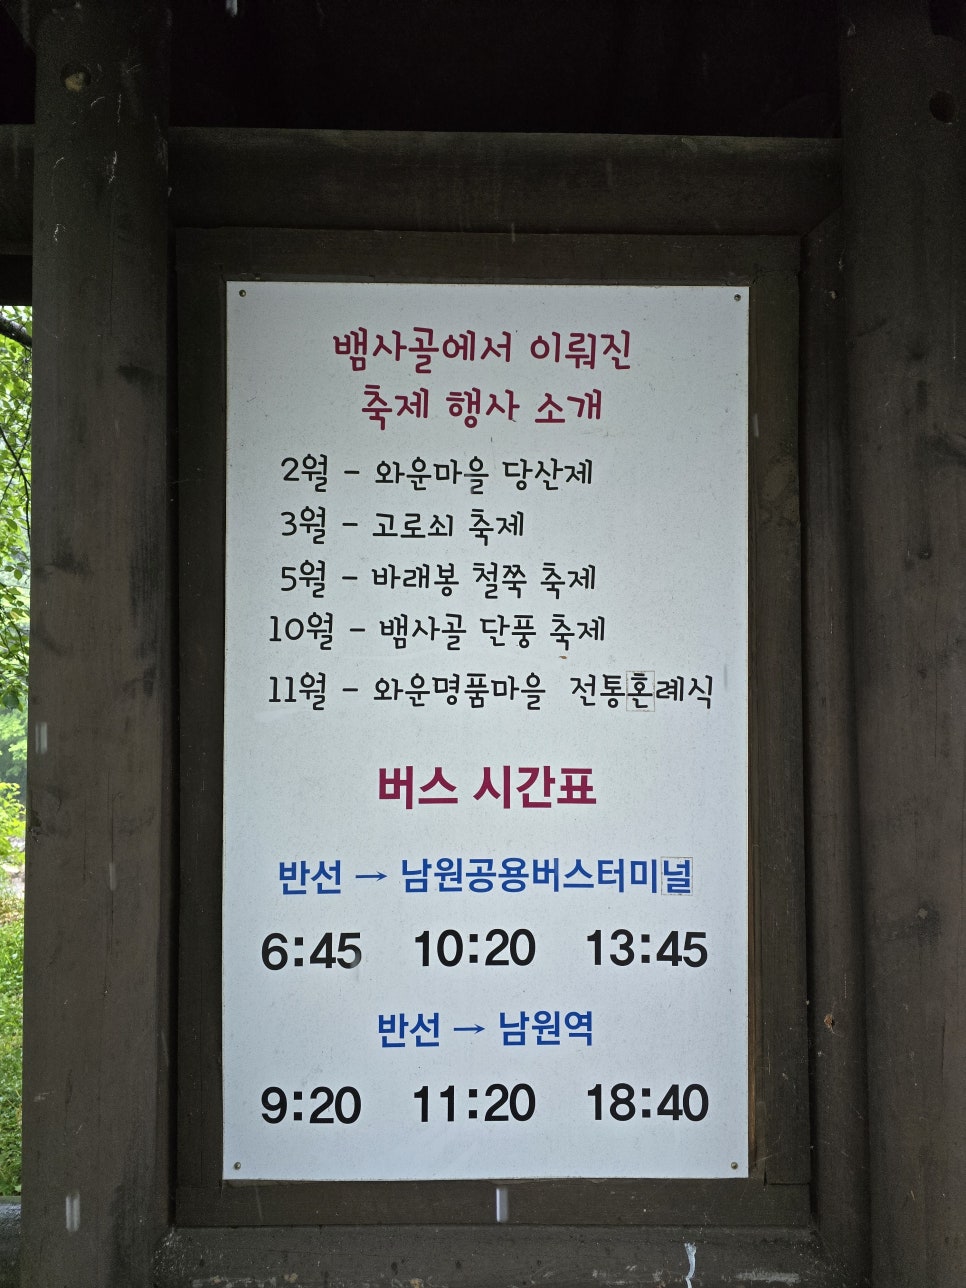 뱀사골에서 이뤄진
축제 행사 소개
2월 - 와운마을 당산제
3월 - 고로쇠 축제
5월 - 바래봉 철쭉 축제
10월 - 뱀사골 단풍 축제
11월 - 와운명품마을 전통혼례식
버스 시간표
반선 → 남원공용버스터미널
6:45 10:20 13:45
반선 → 남원역
9:20 11:20 18:40